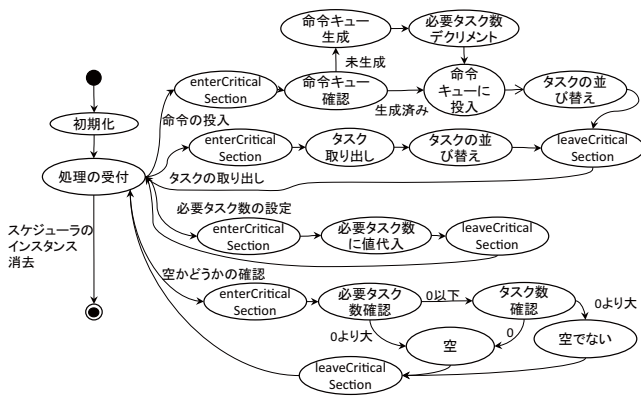 命令キュー
生成
必要タスク数
デクリメント
未生成
enterCritical
Section
命令キュー
確認
命令
キューに
投入
タスクの並
び替え
生成済み
命令の投入
初期化
enterCritical
Section
タスク
取り出し
タスクの並
び替え
leaveCritical
Section
処理の受付
タスクの取り出し
必要タスク数の設定
enterCritical
Section
必要タスク数
に値代入
leaveCritical
Section
スケジューラの
インスタンス
消去
空かどうかの確認
enterCritical
Section
必要タスク
数確認
0以下
タスク数
確認
0より大
0より大
0
空
空でない
leaveCritical
Section